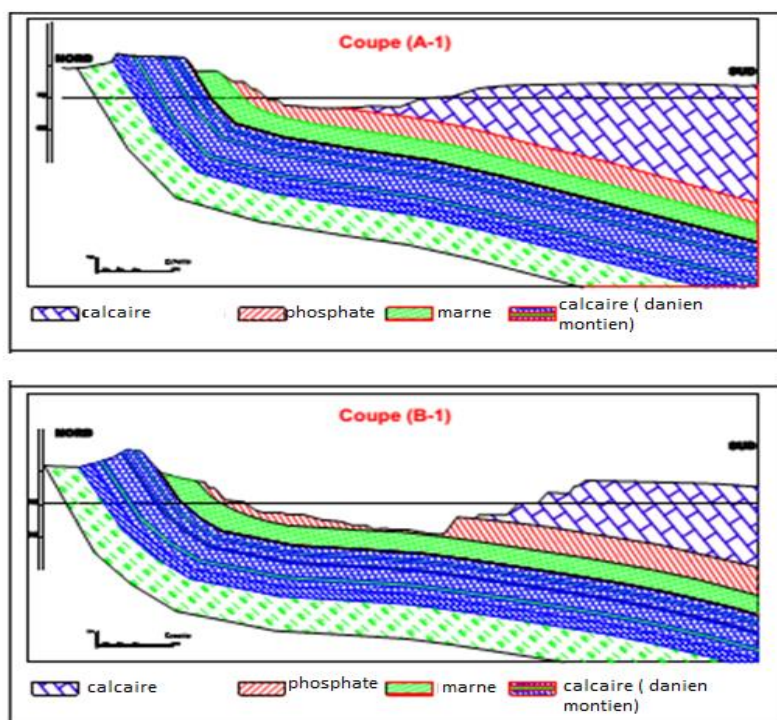 Coupe (A-1)
NORD
SUD
calcaire
phosphate
marne
calcaire ( danien
montien)
Coupe (B-1)
NORD
SUD
calcaire
phosphate
marne
calcaire ( danien
montien)